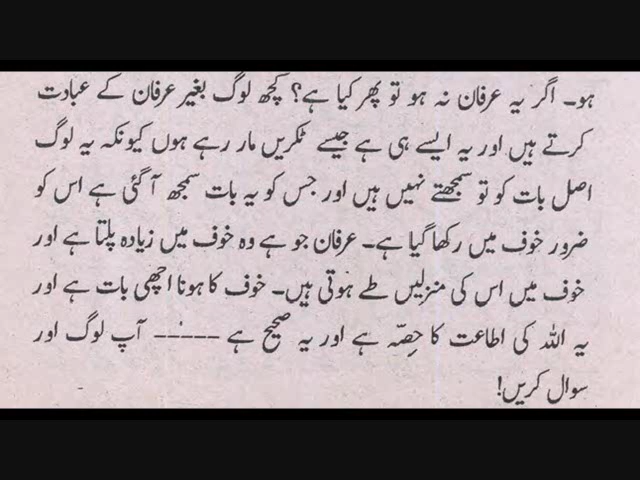 ہو۔ اگر یہ عرفان نہ ہو تو پھر کیا ہے؟ کچھ لوگ بغیر عرفان کے عبادت
کرتے ہیں اور یہ ایسے ہی ہے جیسے ٹکریں مار رہے ہوں کیونکہ یہ لوگ
اصل بات کو تو سمجھتے نہیں ہیں اور جس کو یہ بات سمجھ آ گئی ہے اس کو
ضرور خوف میں رکھا گیا ہے۔ عرفان جو ہے وہ خوف میں زیادہ پلتا ہے اور
خوف میں اس کی منزلیں طے ہوتی ہیں۔ خوف کا ہونا اچھی بات ہے اور
یہ اللہ کی اطاعت کا حِصّہ ہے اور یہ صحیح ہے ----- آپ لوگ اور
سوال کریں!